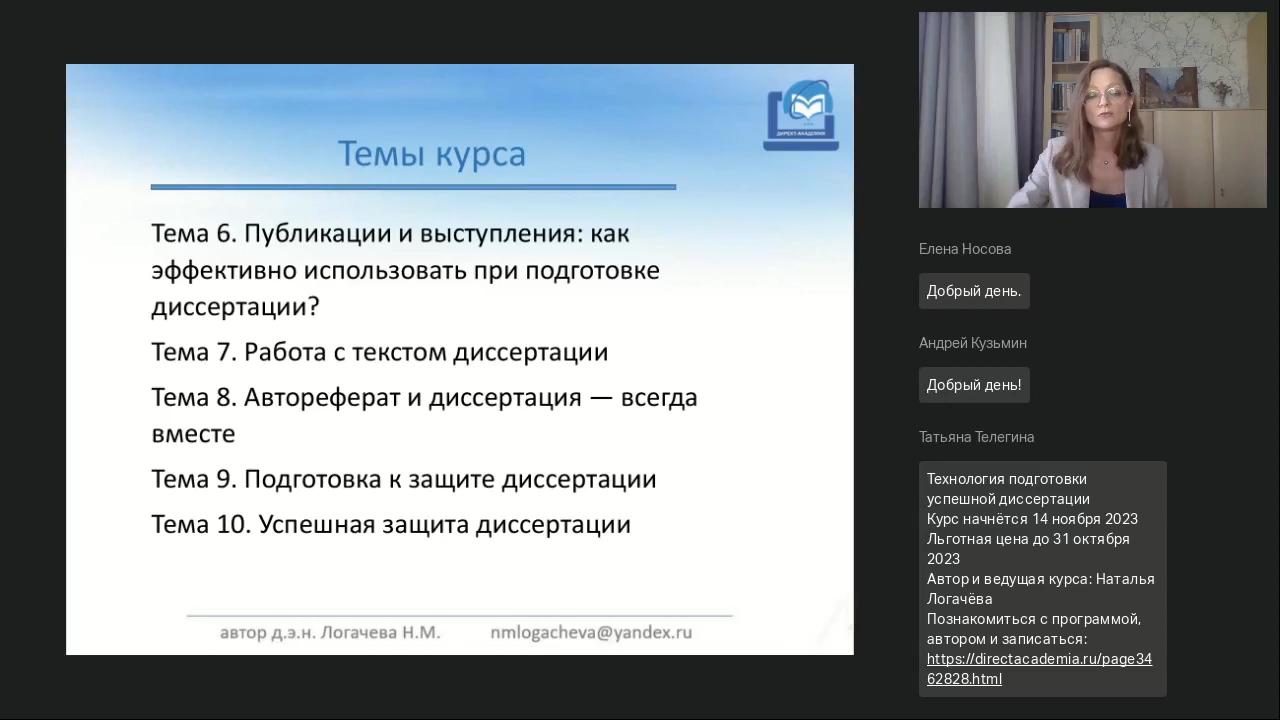 ДИРЕКТ-АКАДЕМИЯ
Темы курса
Тема 6. Публикации и выступления: как
эффективно использовать при подготовке
диссертации?
Тема 7. Работа с текстом диссертации
Тема 8. Автореферат и диссертация — всегда
вместе
Тема 9. Подготовка к защите диссертации
Тема 10. Успешная защита диссертации
автор д.э.н. Логачева Н.М. nmlogacheva@yandex.ru
Елена Носова
Добрый день.
Андрей Кузьмин
Добрый день!
Татьяна Телегина
Технология подготовки
успешной диссертации
Курс начнётся 14 ноября 2023
Льготная цена до 31 октября
2023
Автор и ведущая курса: Наталья
Логачёва
Познакомиться с программой,
автором и записаться:
https://directacademia.ru/page34
62828.html